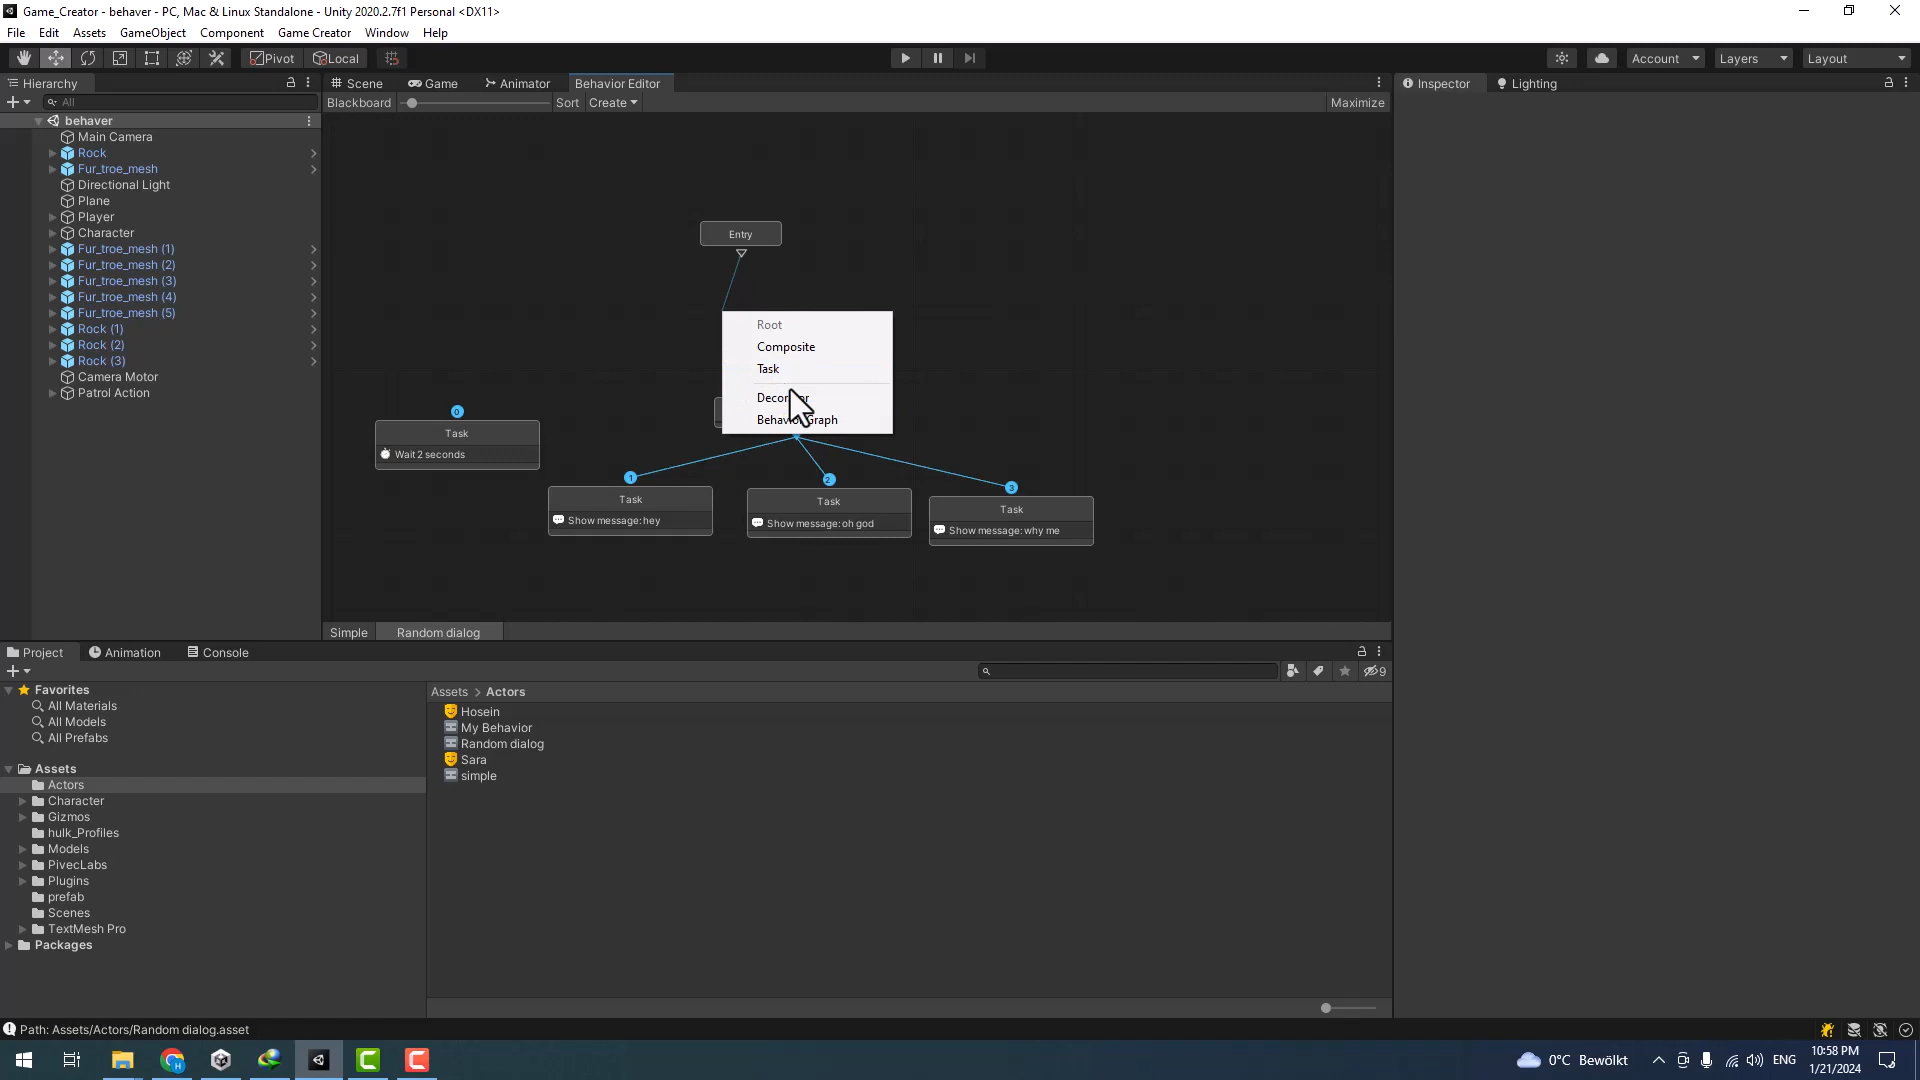 Game_Creator - behaver - PC, Mac & Linux Standalone - Unity 2020.2.7f1 Personal <DX11>
File Edit Assets GameObject Component Game Creator Window Help
Pivot Local Account Layers Layout
Hierarchy Scene Game Animator Behavior Editor Inspector Lighting
All Blackboard Sort Create Maximize
behaver
Main Camera
Rock
Fur_troe_mesh
Directional Light
Plane
Player
Character
Fur_troe_mesh (1)
Fur_troe_mesh (2)
Fur_troe_mesh (3)
Fur_troe_mesh (4)
Fur_troe_mesh (5)
Rock (1)
Rock (2)
Rock (3)
Camera Motor
Patrol Action
Entry
Root
Composite
Task
Behavior Graph
0
Task
Wait 2 seconds
1
Task
Show message: hey
2
Task
Show message: oh god
3
Task
Show message: why me
Simple Random dialog
Project Animation Console
9
Favorites
All Materials
All Models
All Prefabs
Assets
Actors
Character
Gizmos
hulk_Profiles
Models
PivecLabs
Plugins
prefab
Scenes
TextMesh Pro
Packages
Assets > Actors
Hosein
My Behavior
Random dialog
Sara
simple
Path: Assets/Actors/Random dialog.asset
0°C Bewölkt ENG
10:58 PM
1/21/2024